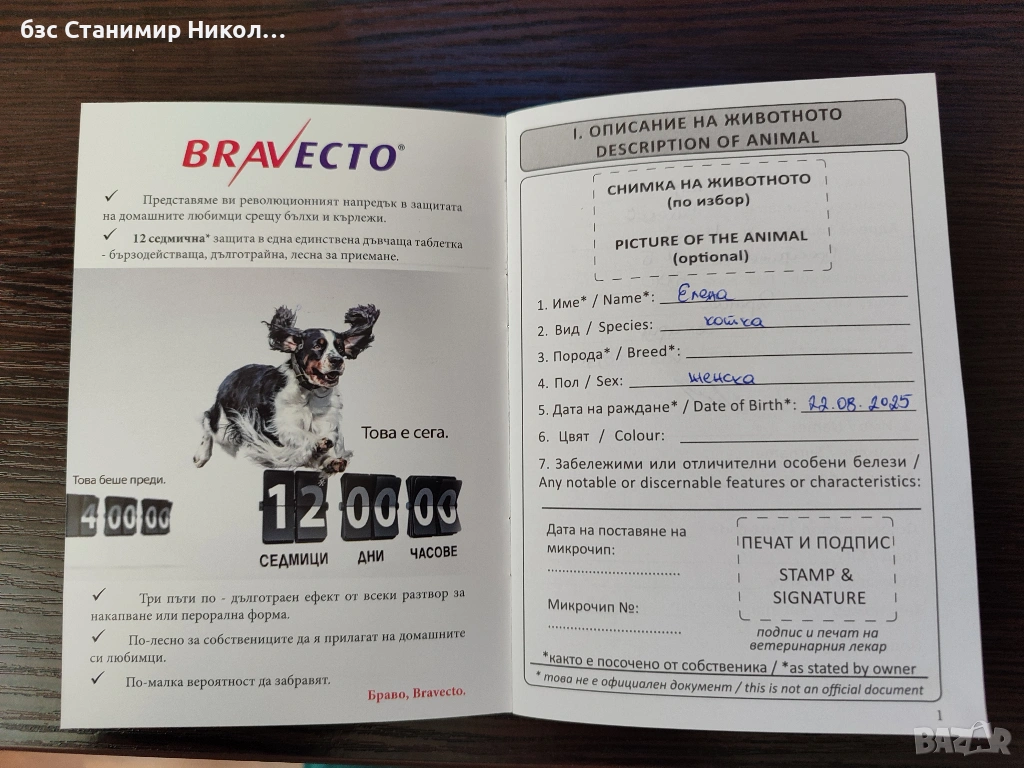 бзс Станимир Никол...
BRAVECTO®
✓ Представяме ви революционният напредък в защитата
на домашните любимци срещу бълхи и кърлежи.
✓ 12 седмична* защита в една единствена дъвчаща таблетка
- бързодействаща, дълготрайна, лесна за приемане.
Това е сега.
Това беше преди.
4 00 00
12 00 00
СЕДМИЦИ ДНИ ЧАСОВЕ
✓ Три пъти по - дълготраен ефект от всеки разтвор за
накапване или перорална форма.
✓ По-лесно за собствениците да я прилагат на домашните
си любимци.
✓ По-малка вероятност да забравят.
Браво, Bravecto.
I. ОПИСАНИЕ НА ЖИВОТНОТО
DESCRIPTION OF ANIMAL
СНИМКА НА ЖИВОТНОТО
(по избор)
PICTURE OF THE ANIMAL
(optional)
1. Име* / Name*: Елена
2. Вид / Species: котка
3. Порода* / Breed*:
4. Пол / Sex: женска
5. Дата на раждане* / Date of Birth*: 22.08.2025
6. Цвят / Colour:
7. Забележими или отличителни особени белези /
Any notable or discernable features or characteristics:
Дата на поставяне на
микрочип:
Микрочип №:
ПЕЧАТ И ПОДПИС
STAMP &
SIGNATURE
подпис и печат на
ветеринарния лекар
*както е посочено от собственика / *as stated by owner
* това не е официален документ / this is not an official document
1
BAZAR